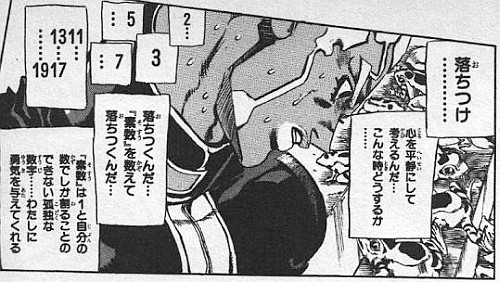 落ちつけ
…………
心を平静にして
考えるんだ…
こんな時どうするか
……
2…
3
…5
…7
11……
13……
17
19
落ちつくんだ…
『素数』を数えて
落ちつくんだ…
『素数』は1と自分の
数でしか割ることの
できない孤独な
数字……わたしに
勇気を与えてくれる